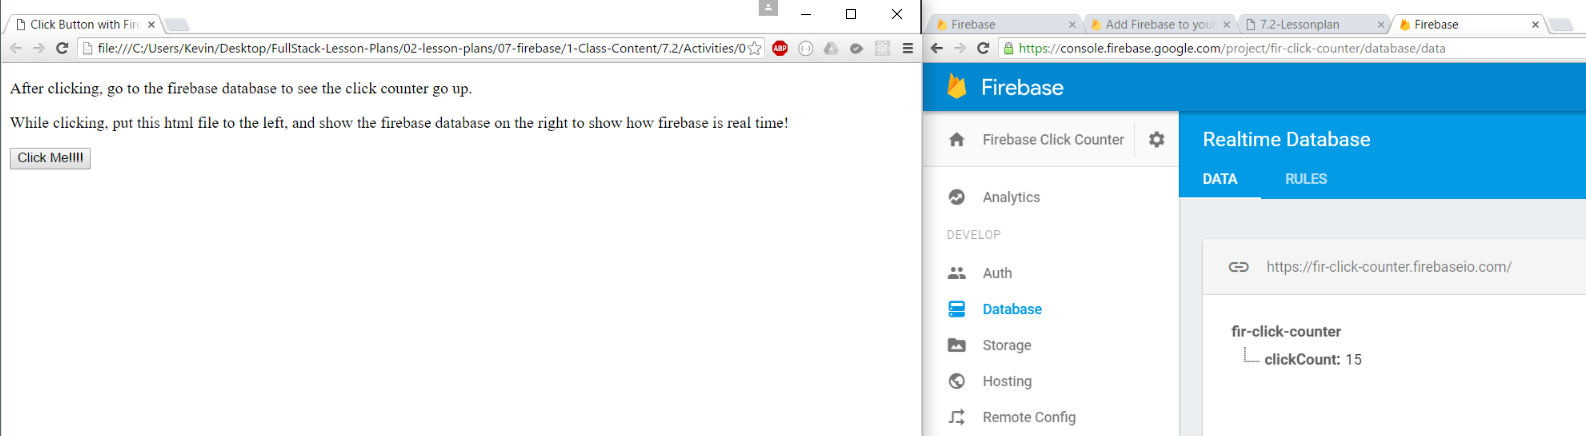 Click Button with Fire
file:///C:/Users/Kevin/Desktop/FullStack-Lesson-Plans/02-lesson-plans/07-firebase/1-Class-Content/7.2/Activities/0
ABP
After clicking, go to the firebase database to see the click counter go up.
While clicking, put this html file to the left, and show the firebase database on the right to show how firebase is real time!
Click Me!!!!
Firebase
Add Firebase to your
7.2-Lessonplan
Firebase
https://console.firebase.google.com/project/fir-click-counter/database/data
Firebase
Firebase Click Counter
Analytics
DEVELOP
Auth
Database
Storage
Hosting
Remote Config
Realtime Database
DATA RULES
https://fir-click-counter.firebaseio.com/
fir-click-counter
clickCount: 15